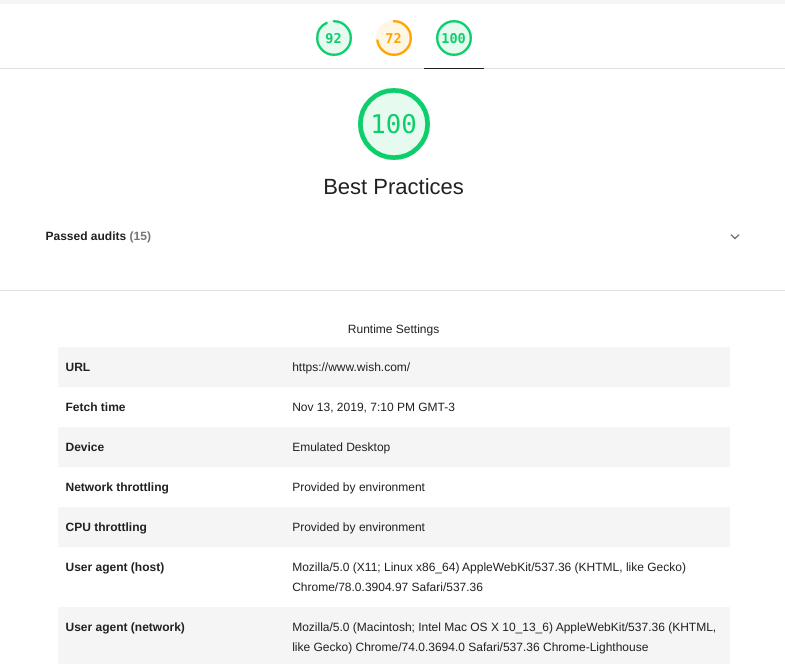 92 72 100
100
Best Practices
Passed audits (15)
Runtime Settings
URL https://www.wish.com/
Fetch time Nov 13, 2019, 7:10 PM GMT-3
Device Emulated Desktop
Network throttling Provided by environment
CPU throttling Provided by environment
User agent (host) Mozilla/5.0 (X11; Linux x86_64) AppleWebKit/537.36 (KHTML, like Gecko)
Chrome/78.0.3904.97 Safari/537.36
User agent (network) Mozilla/5.0 (Macintosh; Intel Mac OS X 10_13_6) AppleWebKit/537.36 (KHTML,
like Gecko) Chrome/74.0.3694.0 Safari/537.36 Chrome-Lighthouse